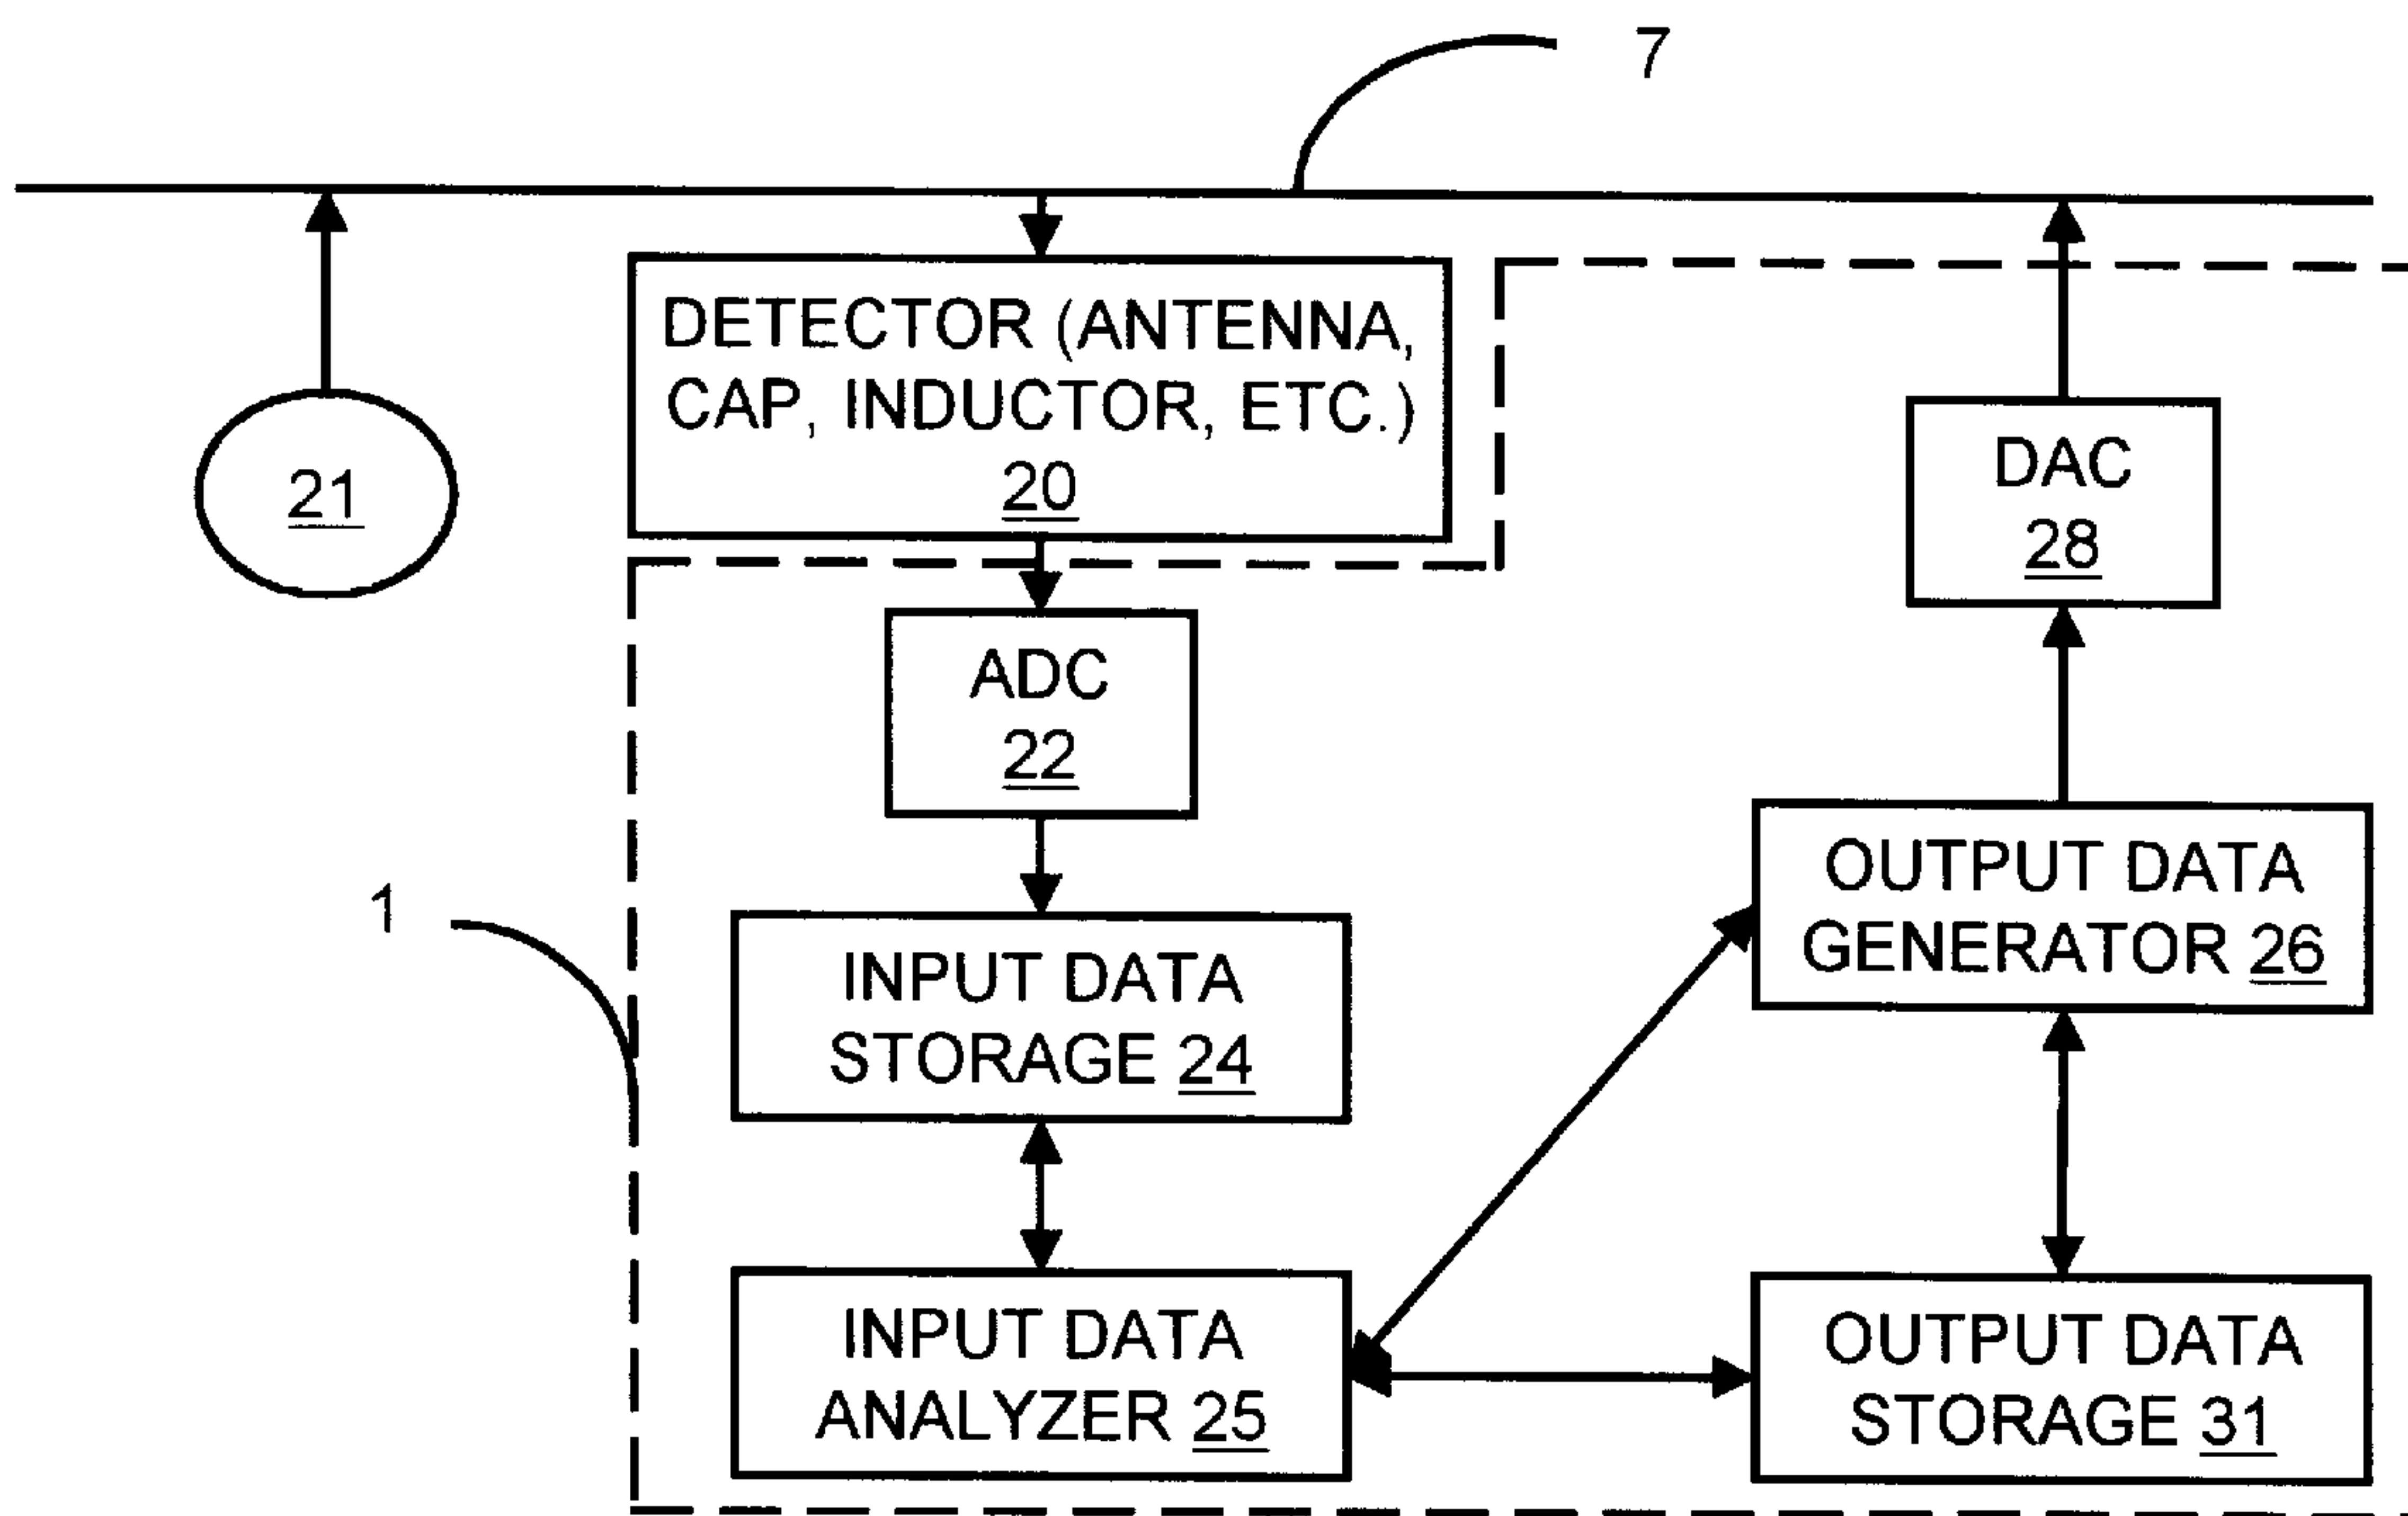 7
DETECTOR (ANTENNA,
CAP, INDUCTOR, ETC.)
20
21
DAC
28
ADC
22
1
OUTPUT DATA
GENERATOR 26
INPUT DATA
STORAGE 24
INPUT DATA
ANALYZER 25
OUTPUT DATA
STORAGE 31